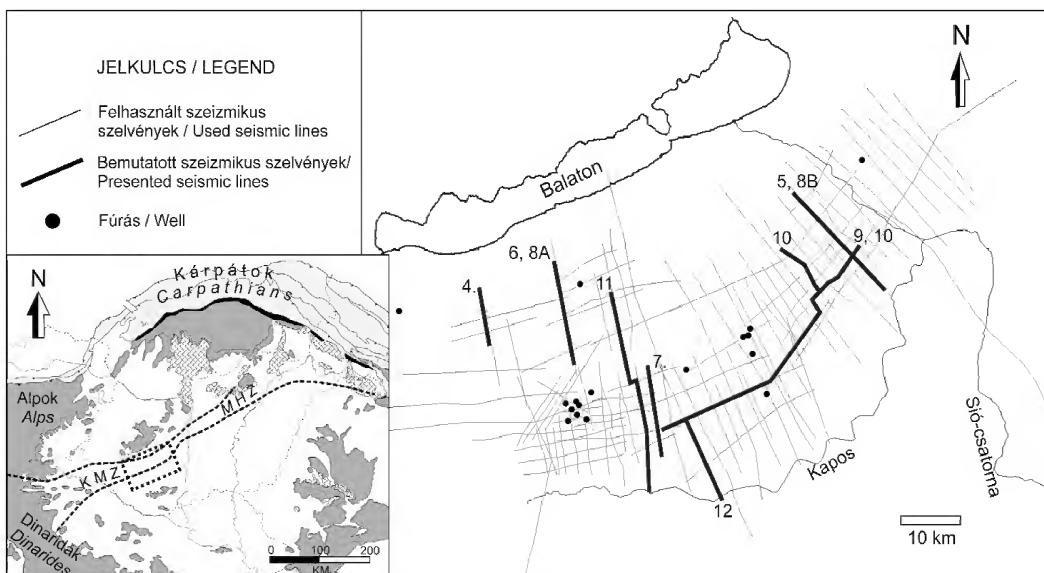 JELKULCS / LEGEND
Felhasznált szeizmikus
szelvények / Used seismic lines
Bemutatott szeizmikus szelvények/
Presented seismic lines
Fúrás / Well
N
Kárpátok
Carpathians
Alpok
Alps
MHZ
KMZ
Dinaridák
Dinarides
0 100 200
KM
N
Balaton
5, 8B
10
9, 10
6, 8A
4.
11
7.
12
Kapos
Sió-csatorna
10 km